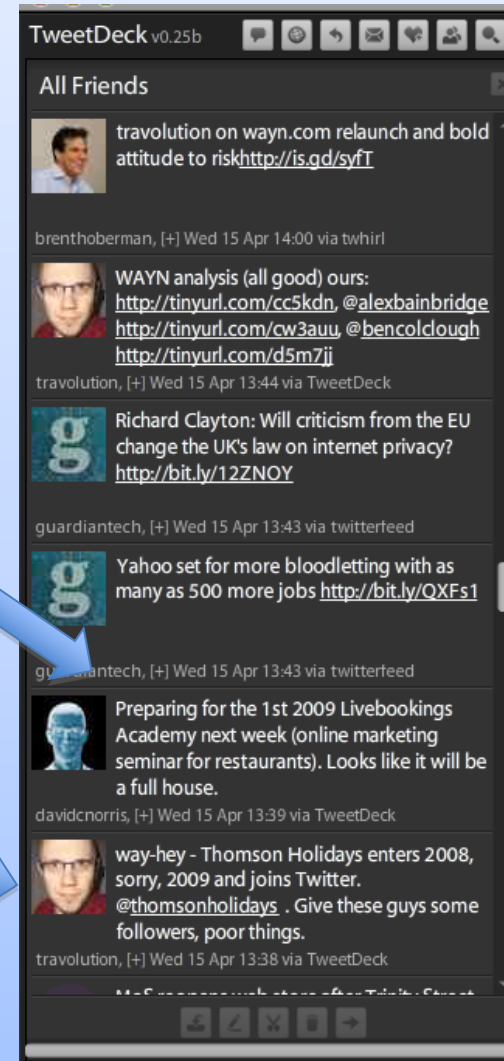 TweetDeck v0.25b
All Friends
travolution on wayn.com relaunch and bold
attitude to riskhttp://is.gd/syfT
brenthoberman, [+] Wed 15 Apr 14:00 via twhirl
WAYN analysis (all good) ours:
http://tinyurl.com/cc5kdn, @alexbainbridge
http://tinyurl.com/cw3auu, @bencolclough
http://tinyurl.com/d5m7jj
travolution, [+] Wed 15 Apr 13:44 via TweetDeck
g
Richard Clayton: Will criticism from the EU
change the UK's law on internet privacy?
http://bit.ly/12ZNOY
guardiantech, [+] Wed 15 Apr 13:43 via twitterfeed
g
Yahoo set for more bloodletting with as
many as 500 more jobs http://bit.ly/QXFs1
guardiantech, [+] Wed 15 Apr 13:43 via twitterfeed
Preparing for the 1st 2009 Livebookings
Academy next week (online marketing
seminar for restaurants). Looks like it will be
a full house.
davidcnorris, [+] Wed 15 Apr 13:39 via TweetDeck
way-hey - Thomson Holidays enters 2008,
sorry, 2009 and joins Twitter.
@thomsonholidays . Give these guys some
followers, poor things.
travolution, [+] Wed 15 Apr 13:38 via TweetDeck